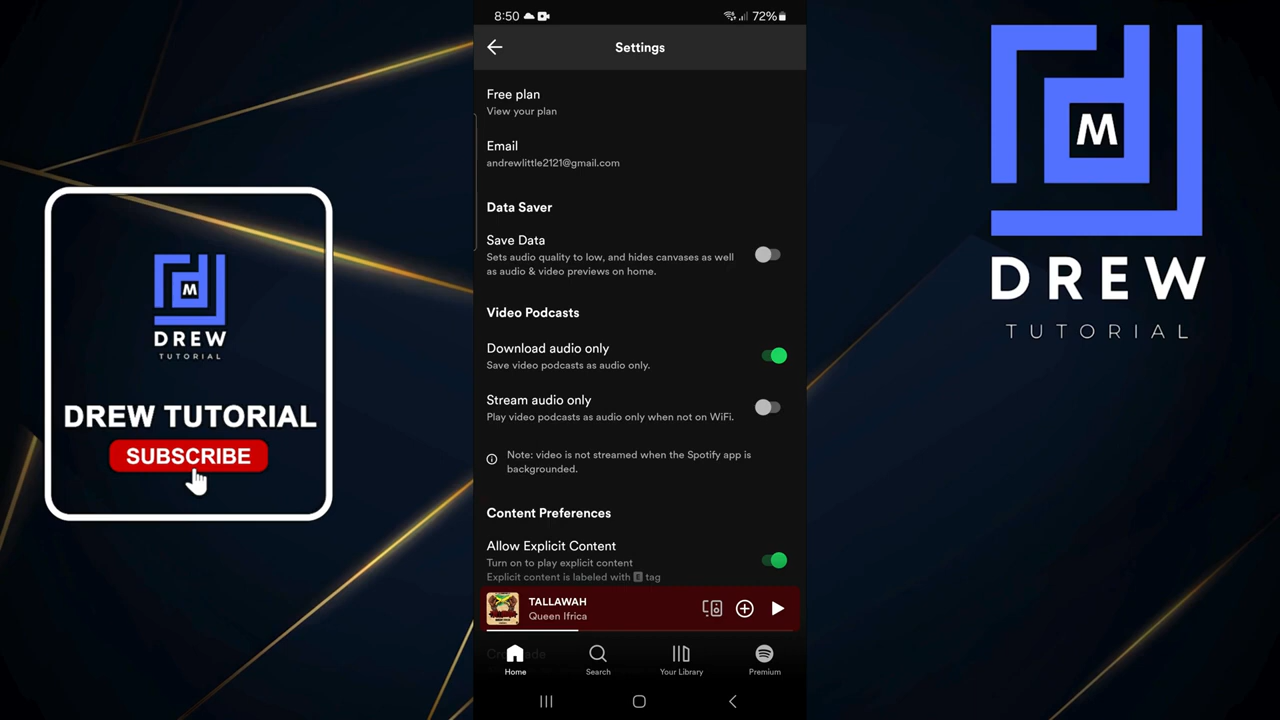 8:50
72%
Settings
Free plan
View your plan
Email
andrewlittle2121@gmail.com
Data Saver
Save Data
Sets audio quality to low, and hides canvases as well
as audio & video previews on home.
Video Podcasts
Download audio only
Save video podcasts as audio only.
Stream audio only
Play video podcasts as audio only when not on WiFi.
Note: video is not streamed when the Spotify app is
backgrounded.
Content Preferences
Allow Explicit Content
Turn on to play explicit content
Explicit content is labeled with E tag
TALLAWAH
Queen Ifrica
Home
Search
Your Library
Premium
M
DREW
TUTORIAL
DREW TUTORIAL
SUBSCRIBE
M
DREW
TUTORIAL